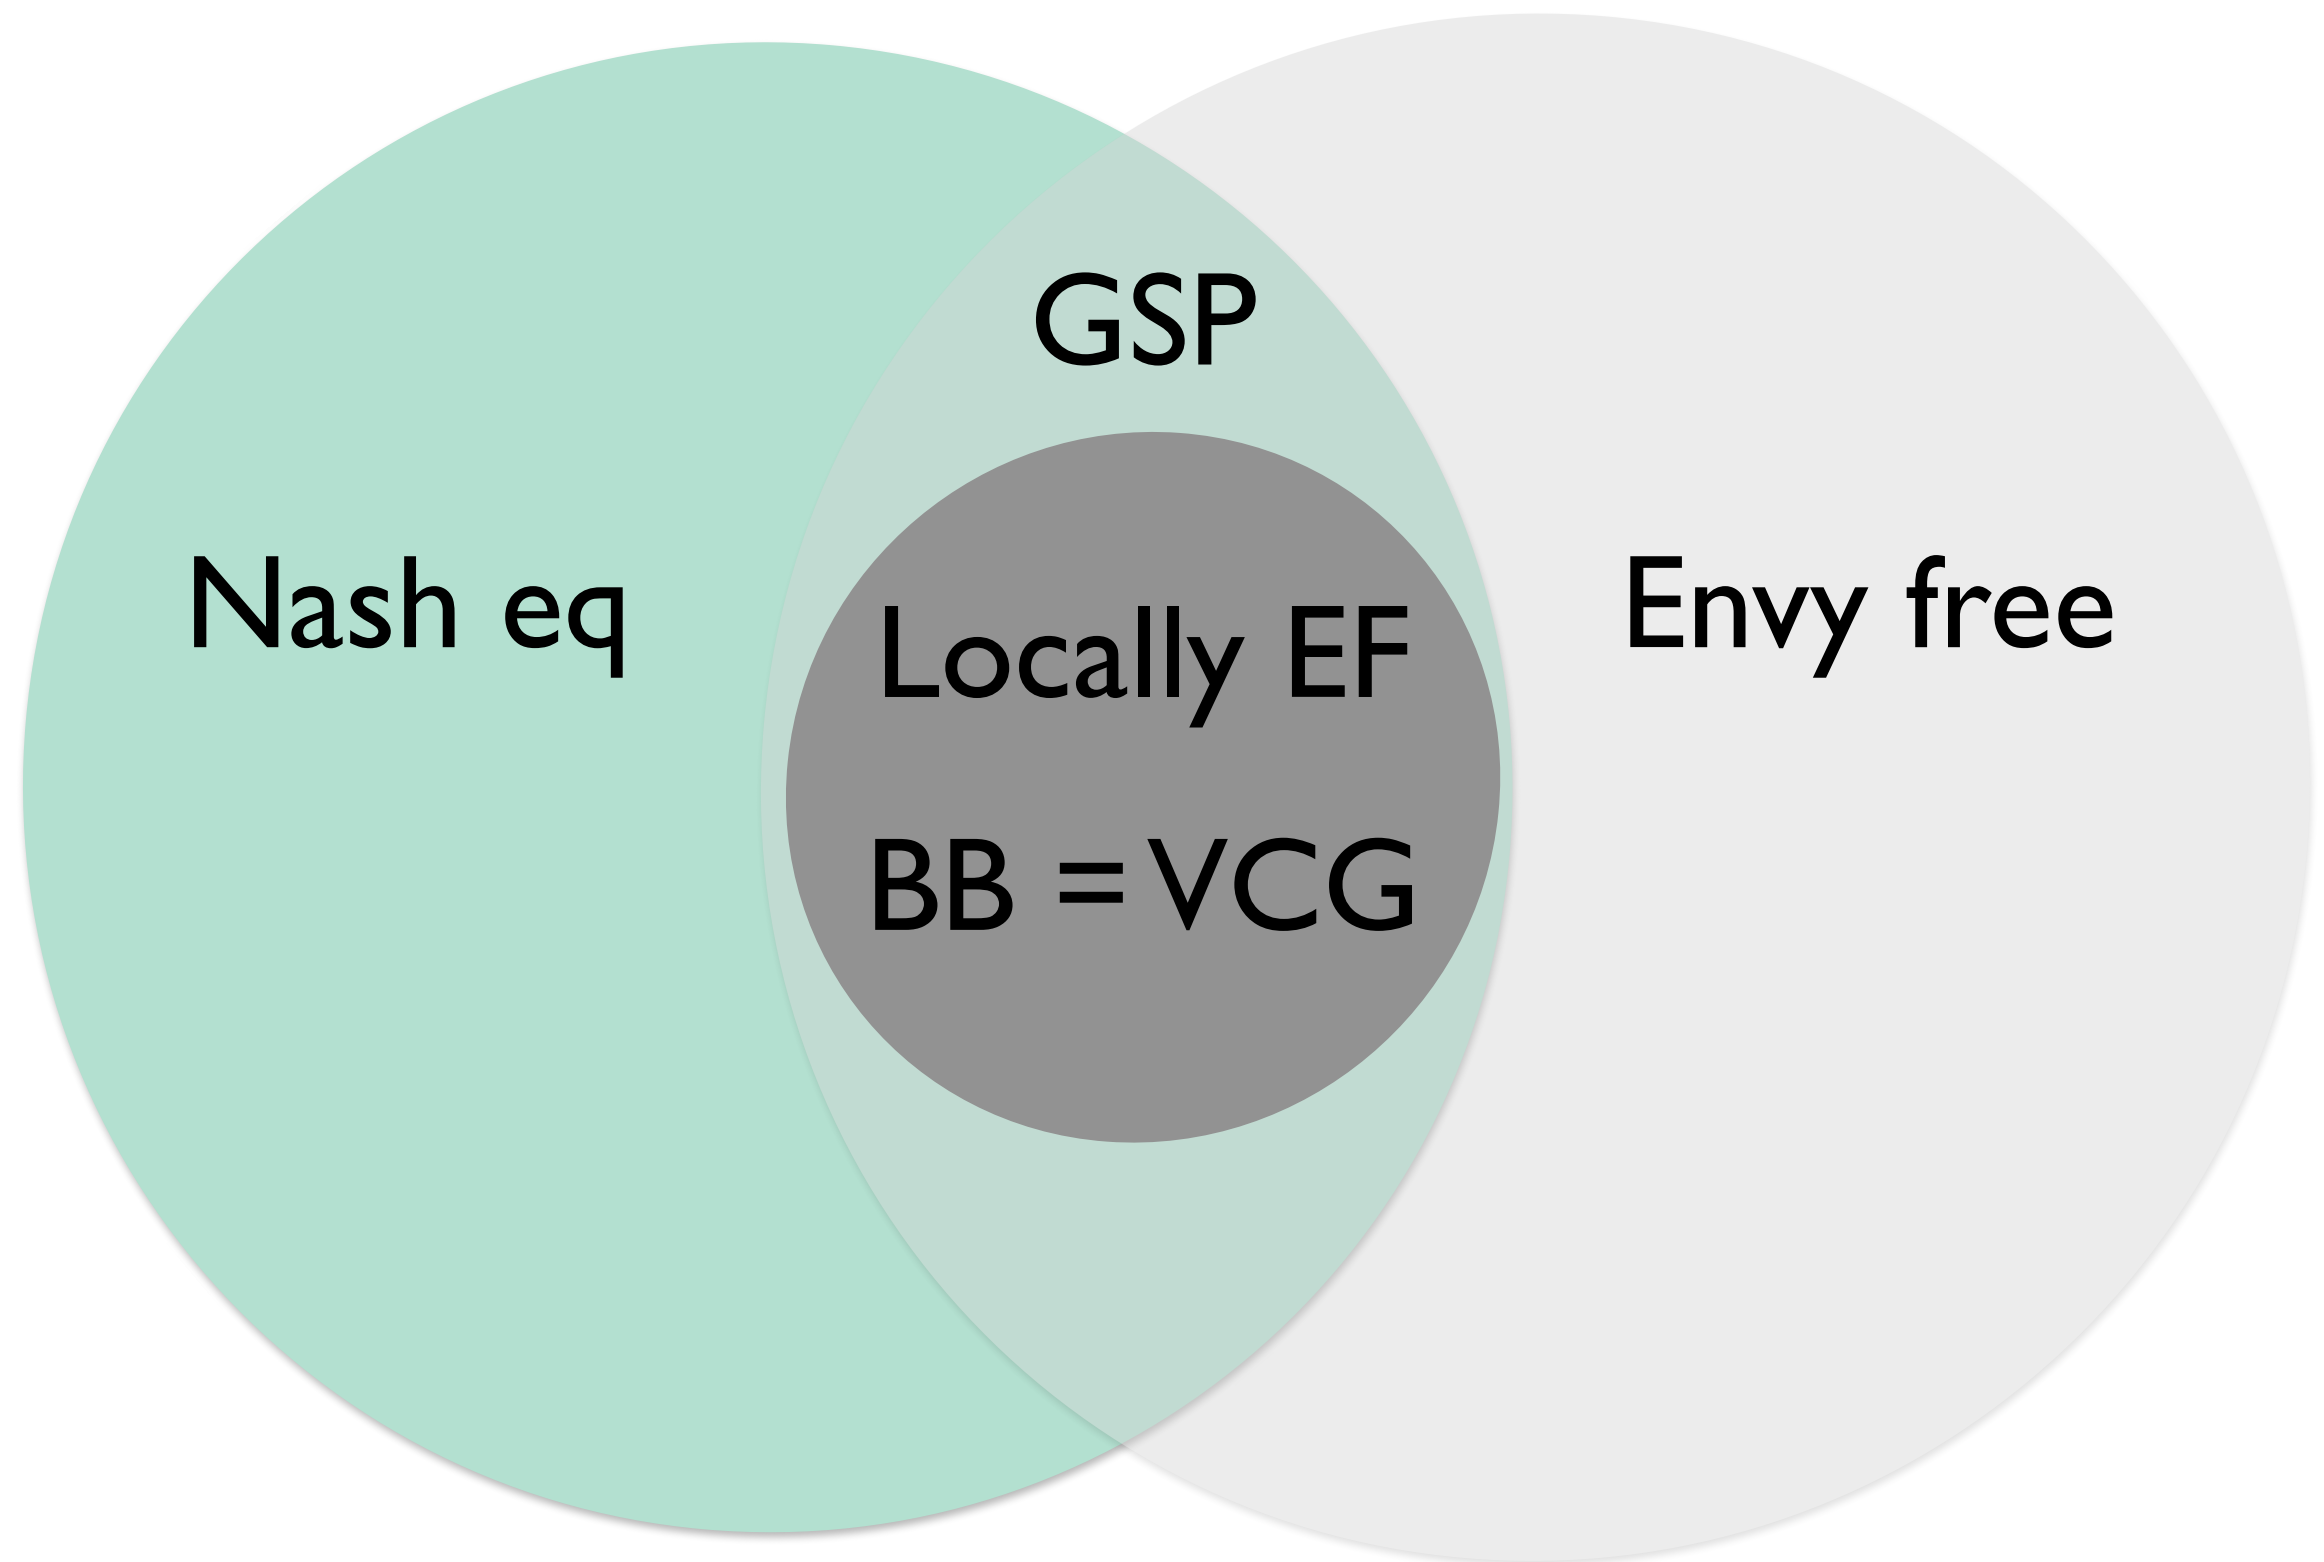 GSP
Nash eq
Envy free
Locally EF
BB = VCG